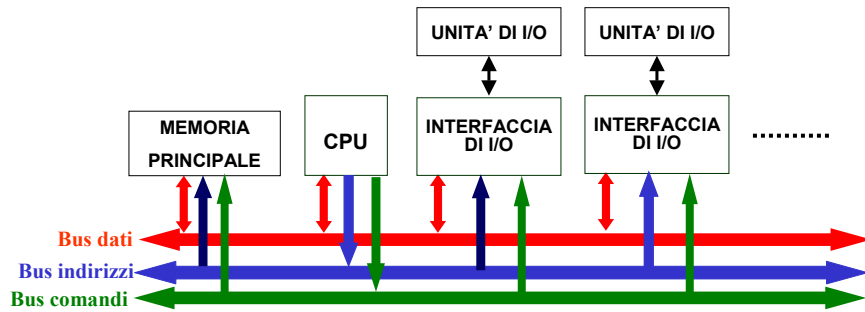 UNITA' DI I/O
UNITA' DI I/O
MEMORIA
PRINCIPALE
CPU
INTERFACCIA
DI I/O
INTERFACCIA
DI I/O
..........
Bus dati
Bus indirizzi
Bus comandi